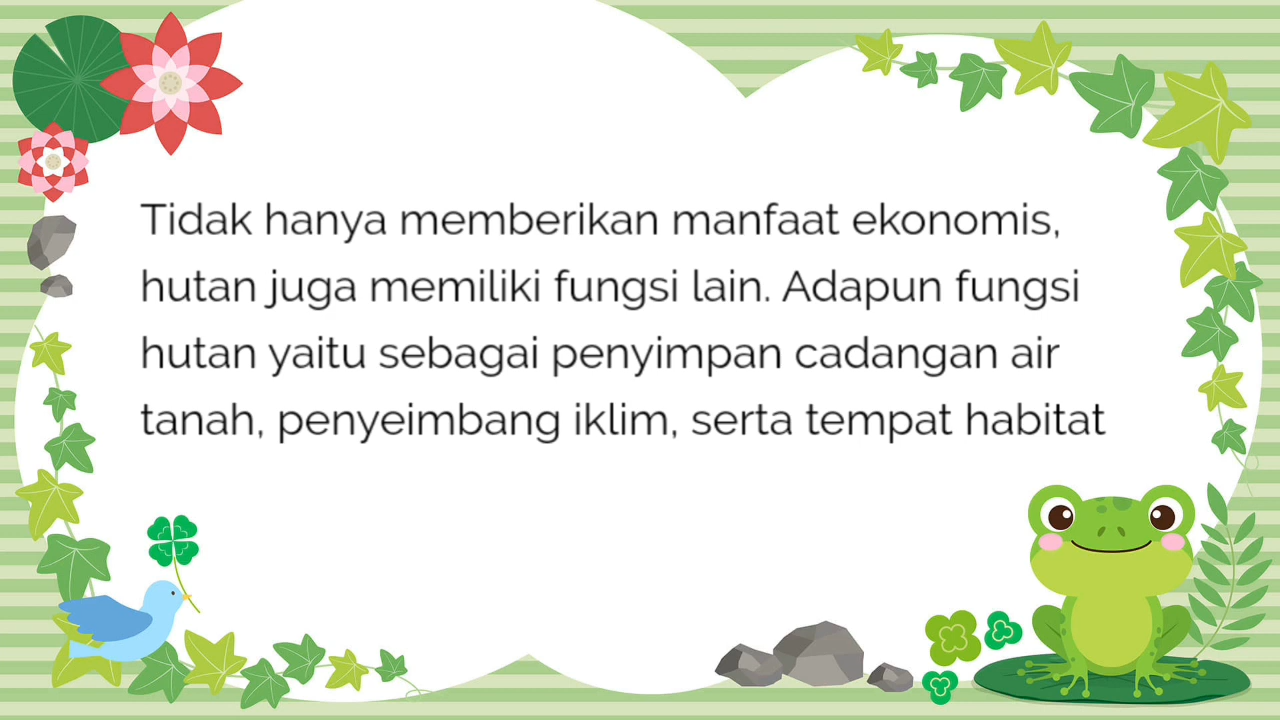 Tidak hanya memberikan manfaat ekonomis,
hutan juga memiliki fungsi lain. Adapun fungsi
hutan yaitu sebagai penyimpan cadangan air
tanah, penyeimbang iklim, serta tempat habitat